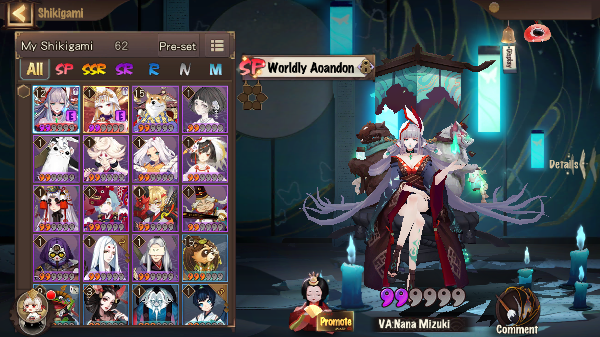 Shikigami
My Shikigami 62 Pre-set
All SP SSR SR R N M
SP Worldly Aoandon
Display
Details
Promote
VA:Nana Mizuki
Comment